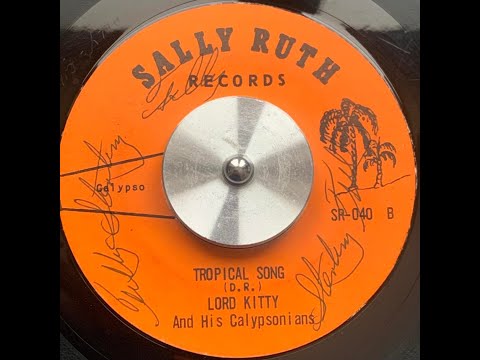 SALLY RUTH
RECORDS
Calypso
SR-040 B
TROPICAL SONG
(D.R.)
LORD KITTY
And His Calypsonians